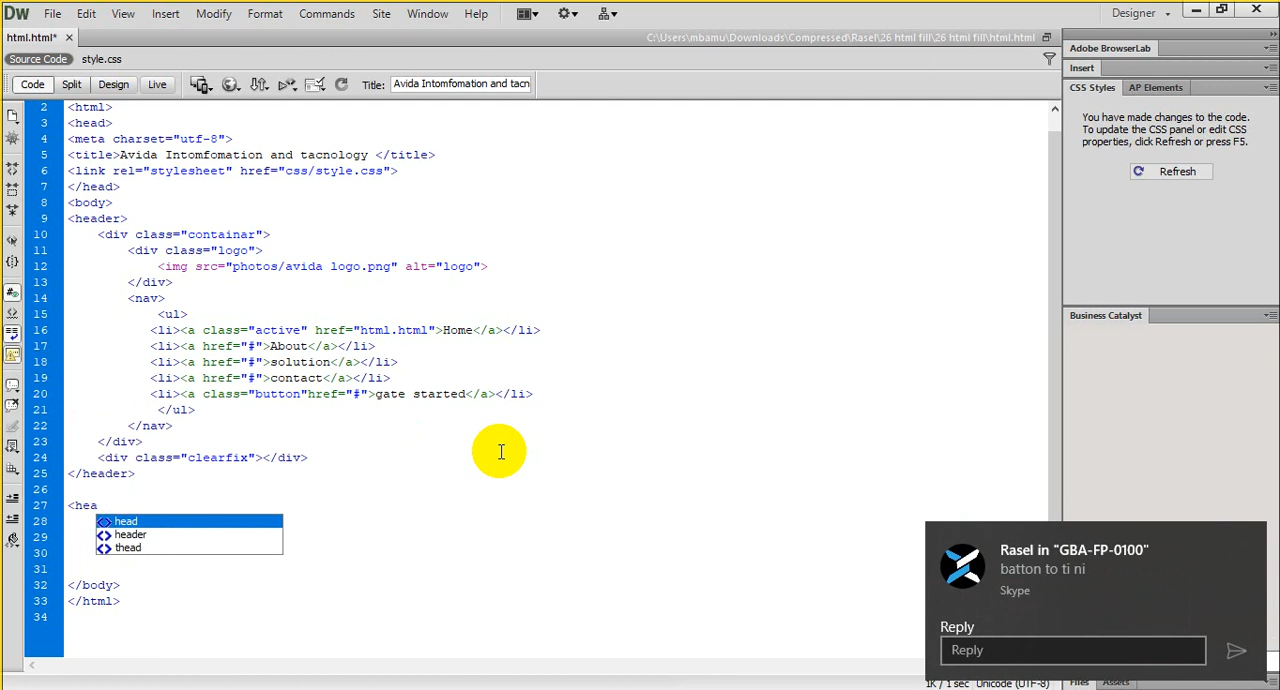 Dw File Edit View Insert Modify Format Commands Site Window Help Designer
html.html* C:\Users\mbamu\Downloads\Compressed\Rasel\26 html fill\26 html fill\html.html
Source Code style.css
Code Split Design Live Title: Avida Intomfomation and tacn
Adobe BrowserLab
Insert
CSS Styles AP Elements
You have made changes to the code.
To update the CSS panel or edit CSS
properties, click Refresh or press F5.
Refresh
Business Catalyst
2 <html>
3 <head>
4 <meta charset="utf-8">
5 <title>Avida Intomfomation and tacnology </title>
6 <link rel="stylesheet" href="css/style.css">
7 </head>
8 <body>
9 <header>
10 <div class="containar">
11 <div class="logo">
12 <img src="photos/avida logo.png" alt="logo">
13 </div>
14 <nav>
15 <ul>
16 <li><a class="active" href="html.html">Home</a></li>
17 <li><a href="#">About</a></li>
18 <li><a href="#">solution</a></li>
19 <li><a href="#">contact</a></li>
20 <li><a class="button"href="#">gate started</a></li>
21 </ul>
22 </nav>
23 </div>
24 <div class="clearfix"></div>
25 </header>
26
27 <hea
28 head
29 header
30 thead
31
32 </body>
33 </html>
34
Rasel in "GBA-FP-0100"
batton to ti ni
Skype
Reply
Reply
1K / 1 sec Unicode (UTF-8)
Files Assets